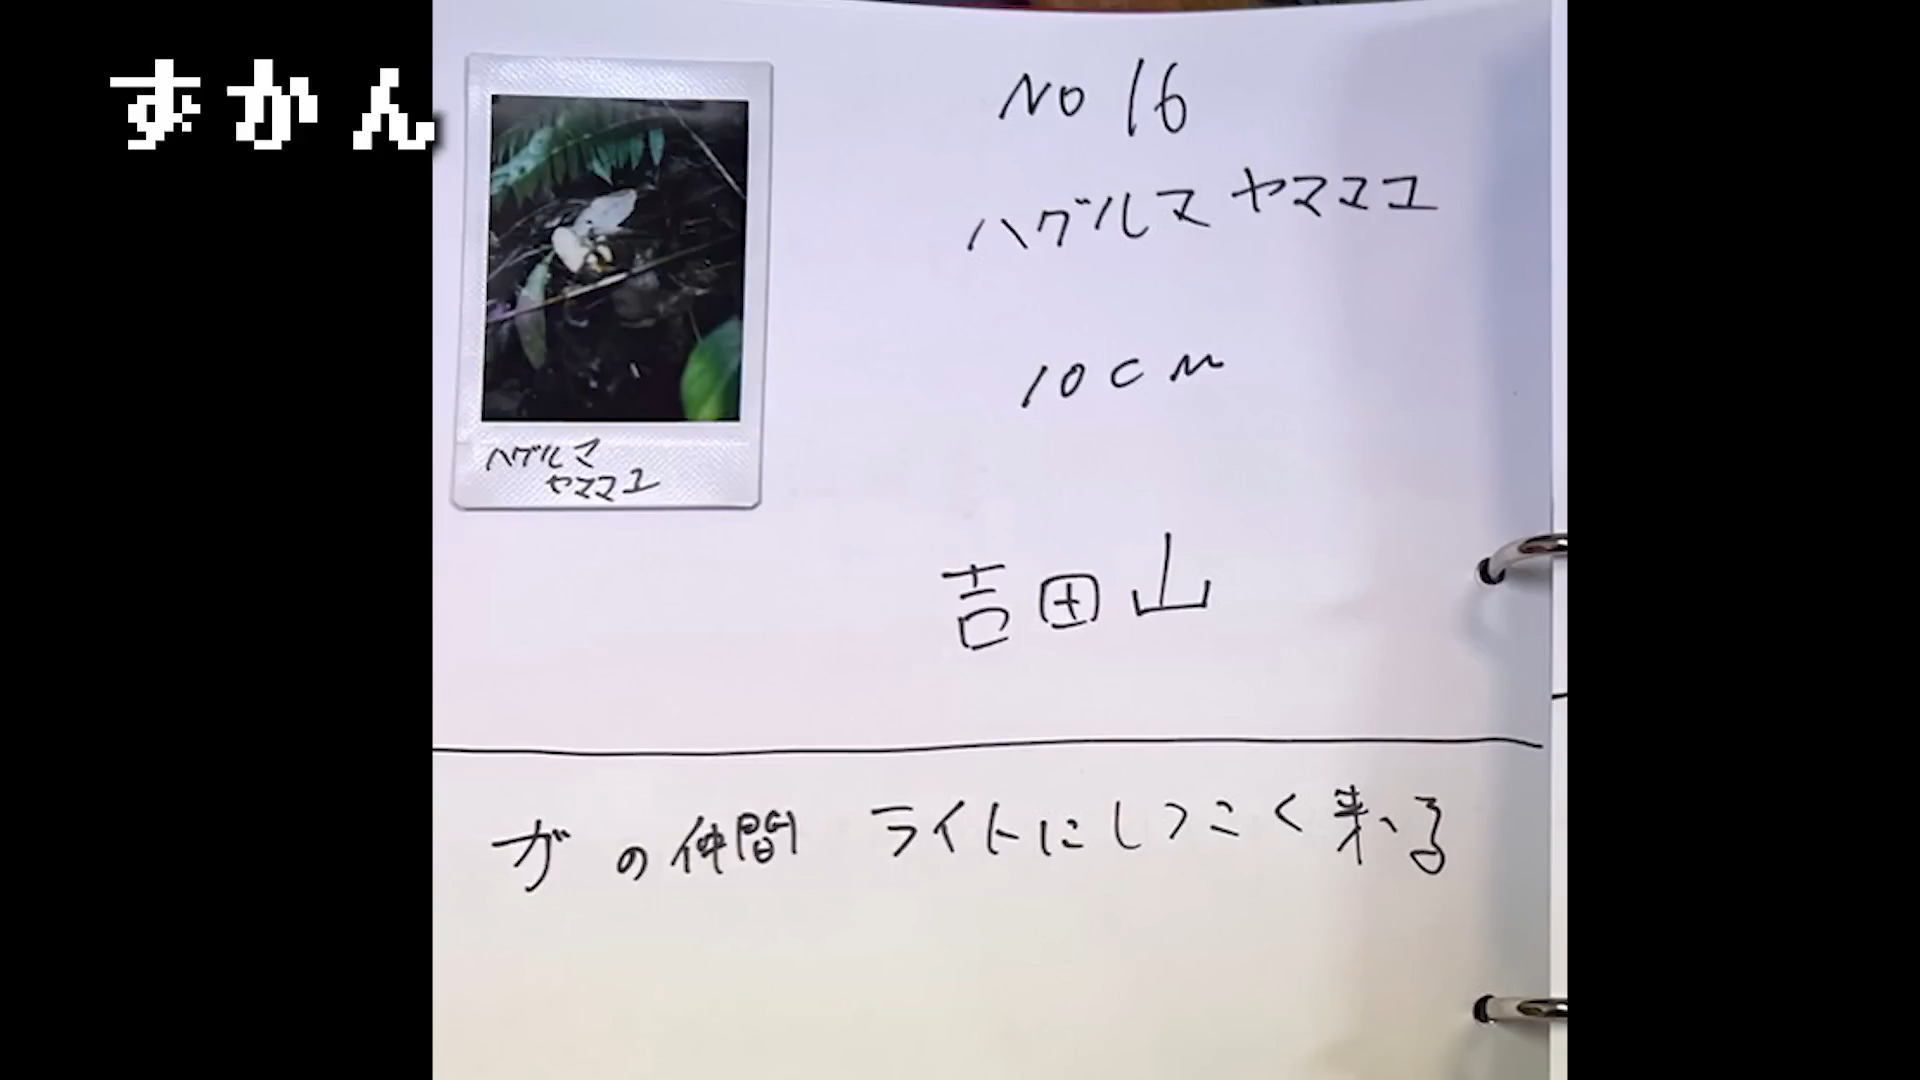 ずかん
NO 16
ハグルマ ヤママユ
10cm
吉田山
ハグルマ
ヤママユ
ガの仲間 ライトにしつこく来る